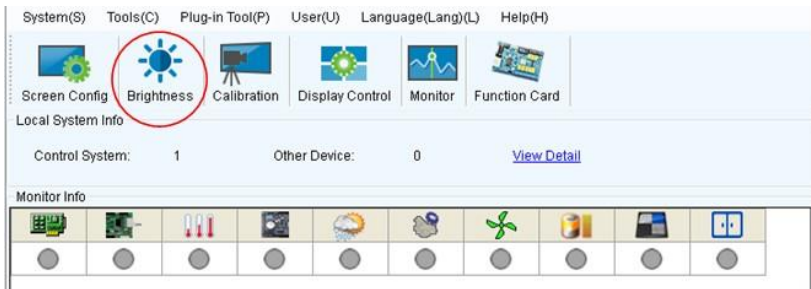 System(S) Tools(C) Plug-in Tool(P) User(U) Language(Lang)(L) Help(H)
Screen Config Brightness Calibration Display Control Monitor Function Card
Local System Info
Control System: 1 Other Device: 0 View Detail
Monitor Info